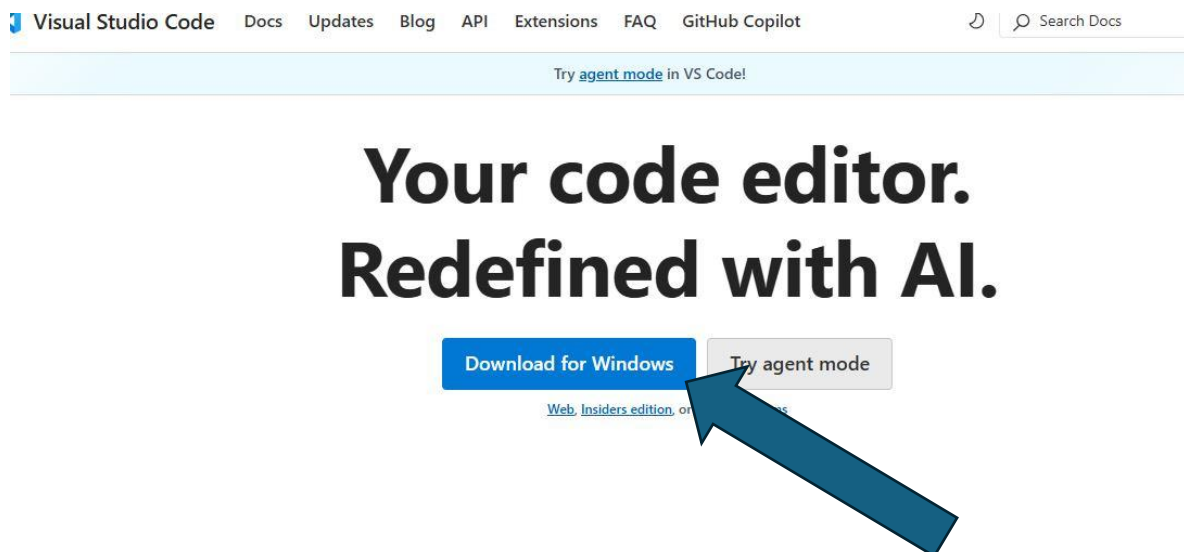 Visual Studio Code Docs Updates Blog API Extensions FAQ GitHub Copilot Search Docs
Try agent mode in VS Code!
Your code editor.
Redefined with AI.
Download for Windows Try agent mode
Web, Insiders edition, or